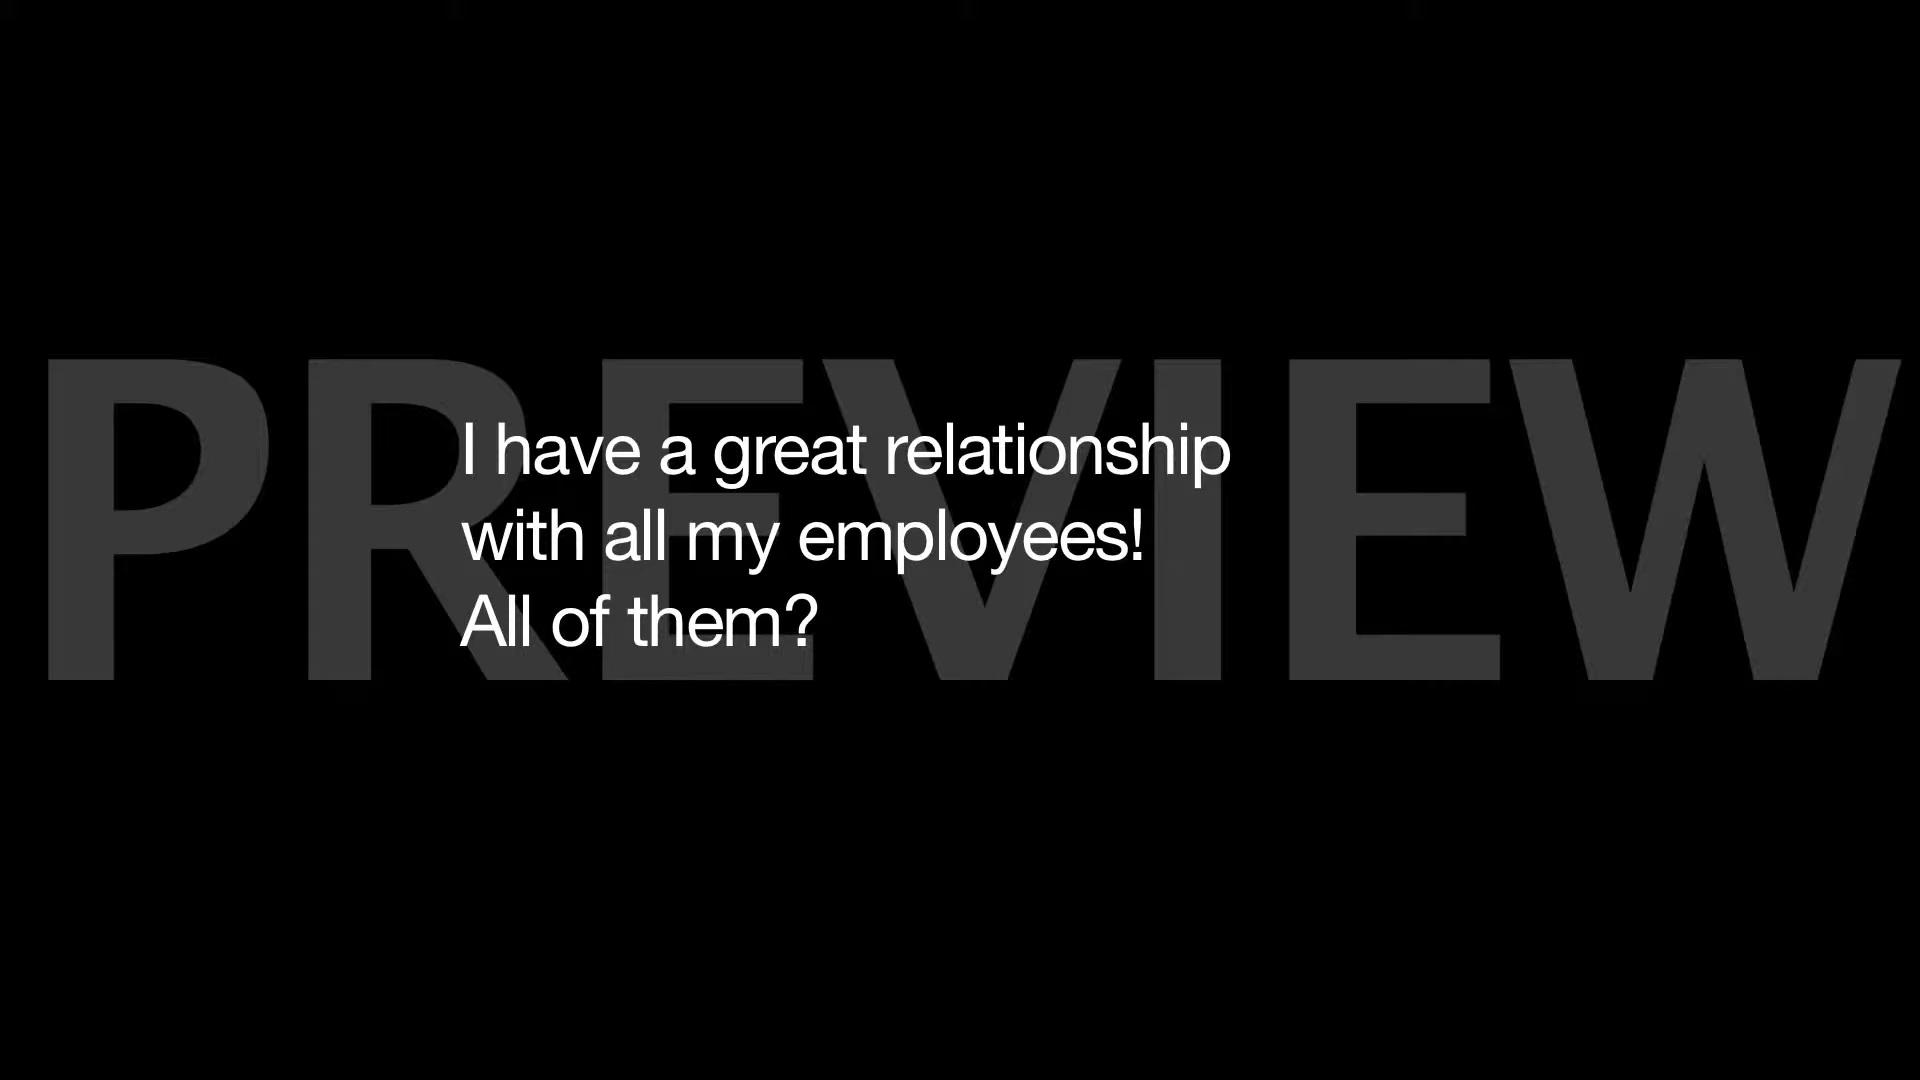 PREVIEW
I have a great relationship
with all my employees!
All of them?